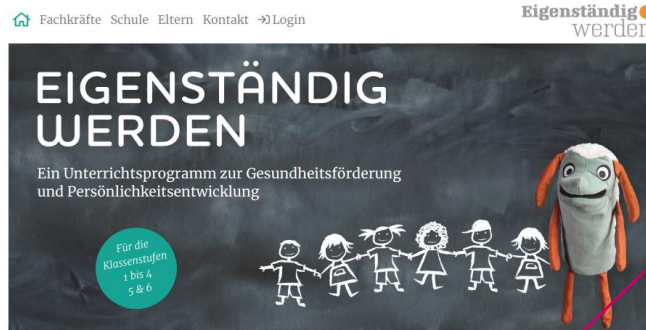 Fachkräfte Schule Eltern Kontakt Login
Eigenständig
werden
EIGENSTÄNDIG
WERDEN
Ein Unterrichtsprogramm zur Gesundheitsförderung
und Persönlichkeitsentwicklung
Für die
Klassenstufen
1 bis 4
5 & 6